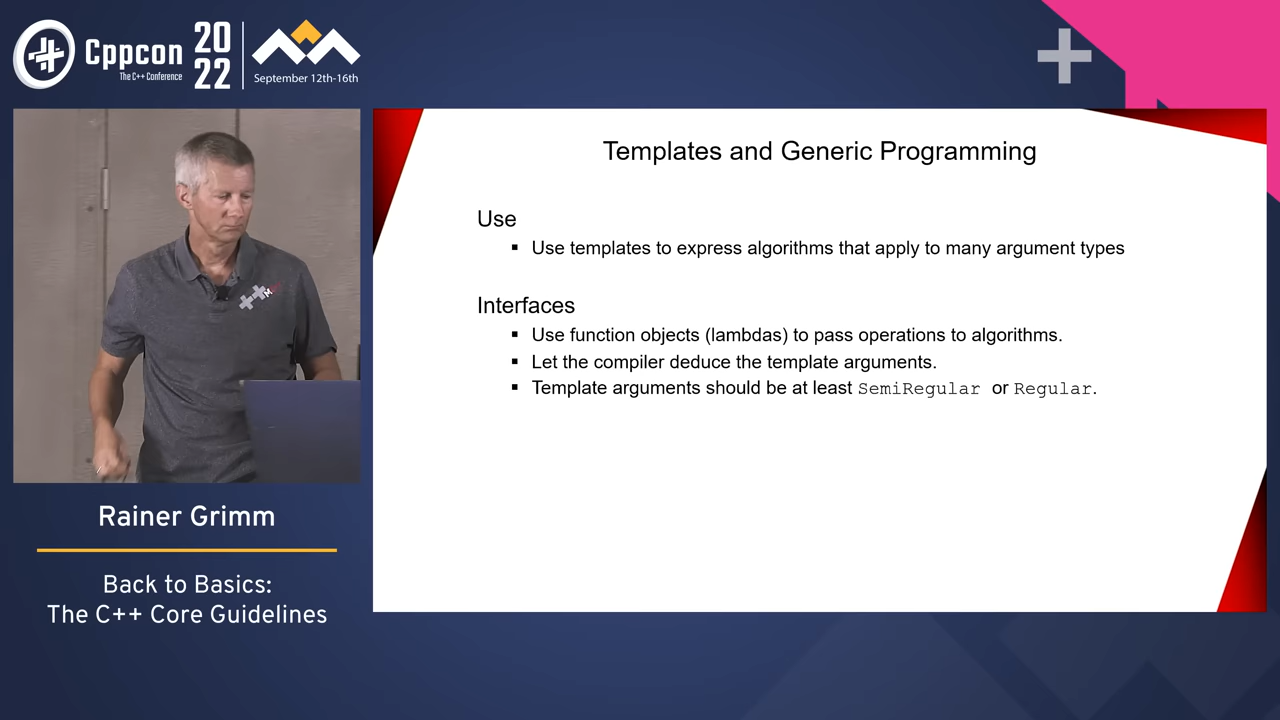 Cppcon
The C++ Conference
20
22
September 12th-16th
Templates and Generic Programming
Use
▪ Use templates to express algorithms that apply to many argument types
Interfaces
▪ Use function objects (lambdas) to pass operations to algorithms.
▪ Let the compiler deduce the template arguments.
▪ Template arguments should be at least SemiRegular or Regular.
Rainer Grimm
Back to Basics:
The C++ Core Guidelines